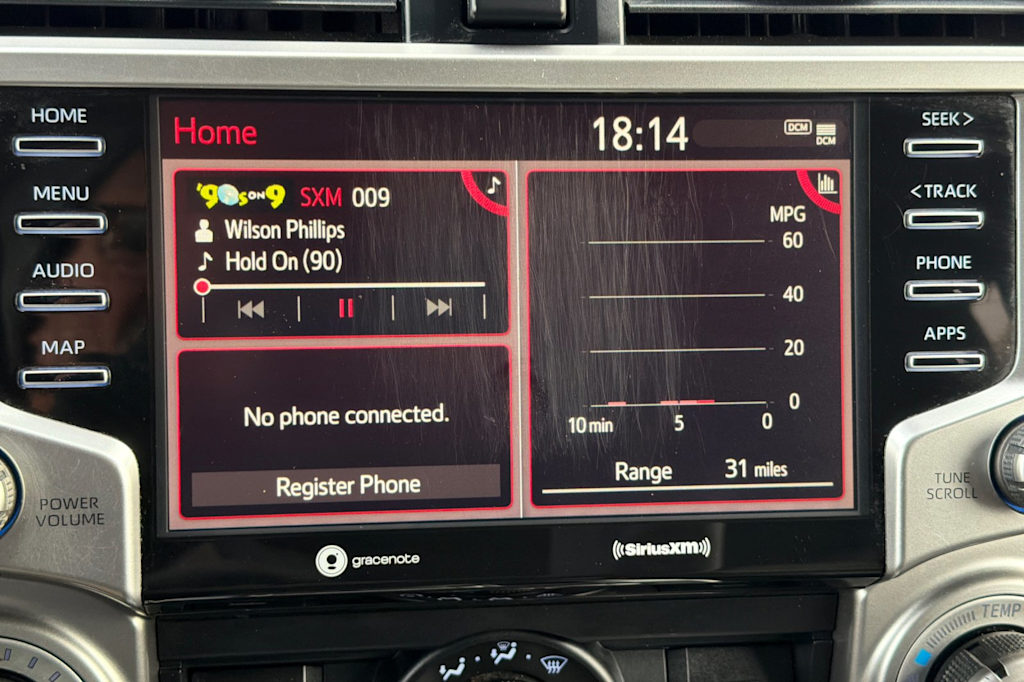 HOME
MENU
AUDIO
MAP
POWER
VOLUME
Home
18:14
DCM
DCM
'90s ON 9 SXM 009
Wilson Phillips
Hold On (90)
No phone connected.
Register Phone
MPG
60
40
20
0
10 min 5 0
Range 31 miles
gracenote
((SiriusXM))
SEEK >
< TRACK
PHONE
APPS
TUNE
SCROLL
TEMP